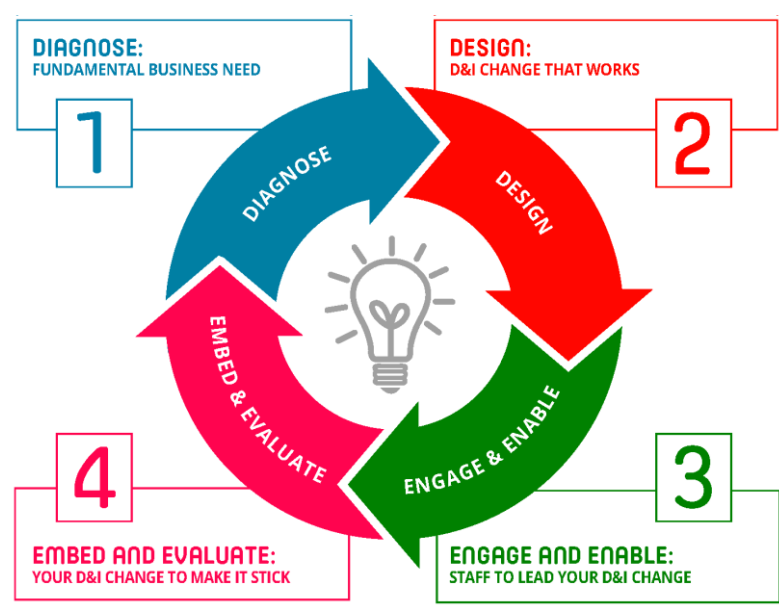 DIAGNOSE:
FUNDAMENTAL BUSINESS NEED
1
DESIGN:
D&I CHANGE THAT WORKS
2
DIAGNOSE
DESIGN
EMBED & EVALUATE
ENGAGE & ENABLE
4
EMBED AND EVALUATE:
YOUR D&I CHANGE TO MAKE IT STICK
3
ENGAGE AND ENABLE:
STAFF TO LEAD YOUR D&I CHANGE